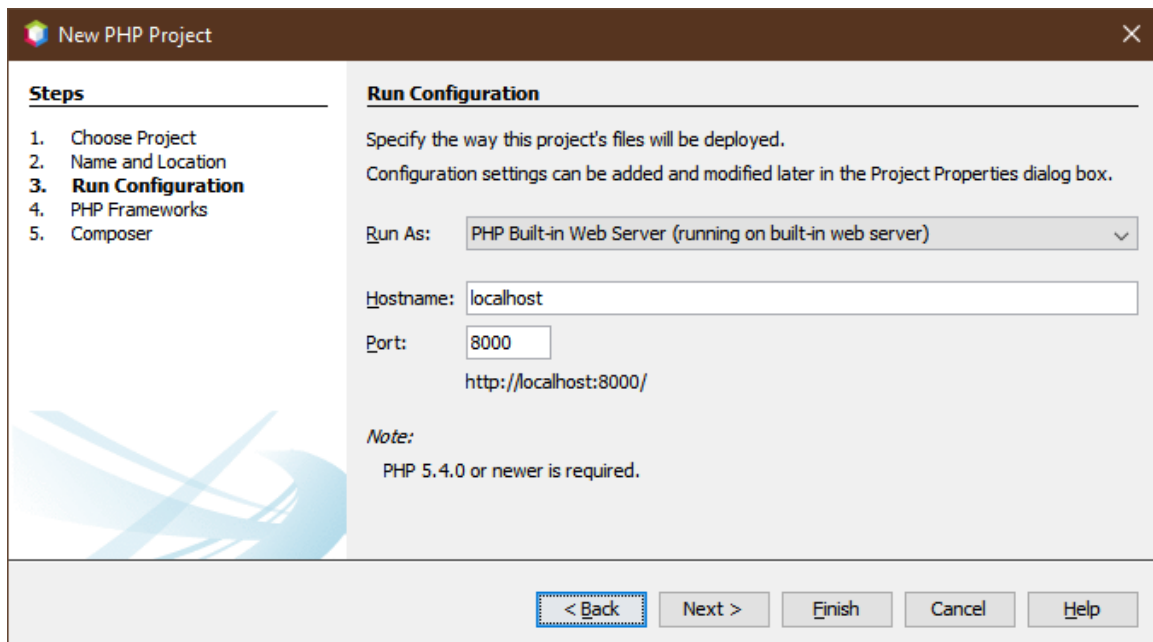 New PHP Project
Steps
1. Choose Project
2. Name and Location
3. Run Configuration
4. PHP Frameworks
5. Composer
Run Configuration
Specify the way this project's files will be deployed.
Configuration settings can be added and modified later in the Project Properties dialog box.
Run As: PHP Built-in Web Server (running on built-in web server)
Hostname: localhost
Port: 8000
http://localhost:8000/
Note:
PHP 5.4.0 or newer is required.
< Back Next > Finish Cancel Help